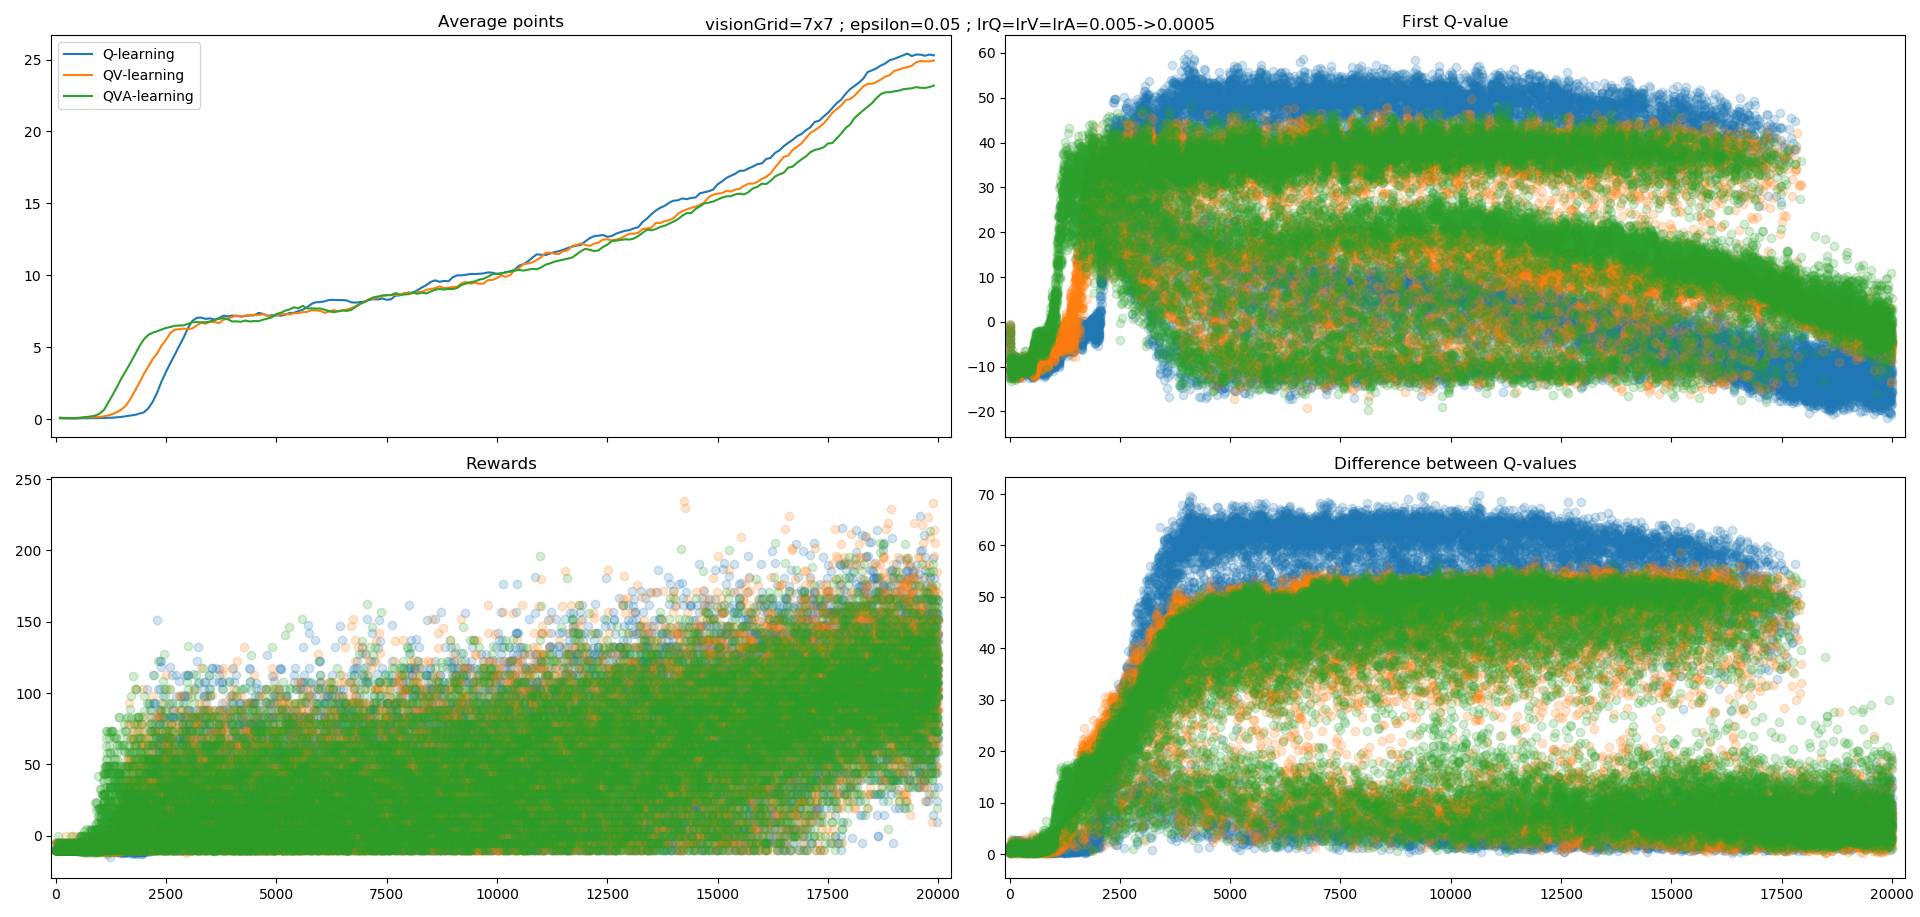 visionGrid=7x7 ; epsilon=0.05 ; lrQ=lrV=lrA=0.005->0.0005
Average points
Q-learning
QV-learning
QVA-learning
25
20
15
10
5
0
First Q-value
60
50
40
30
20
10
0
−10
−20
Rewards
250
200
150
100
50
0
0 2500 5000 7500 10000 12500 15000 17500 20000
Difference between Q-values
70
60
50
40
30
20
10
0
0 2500 5000 7500 10000 12500 15000 17500 20000